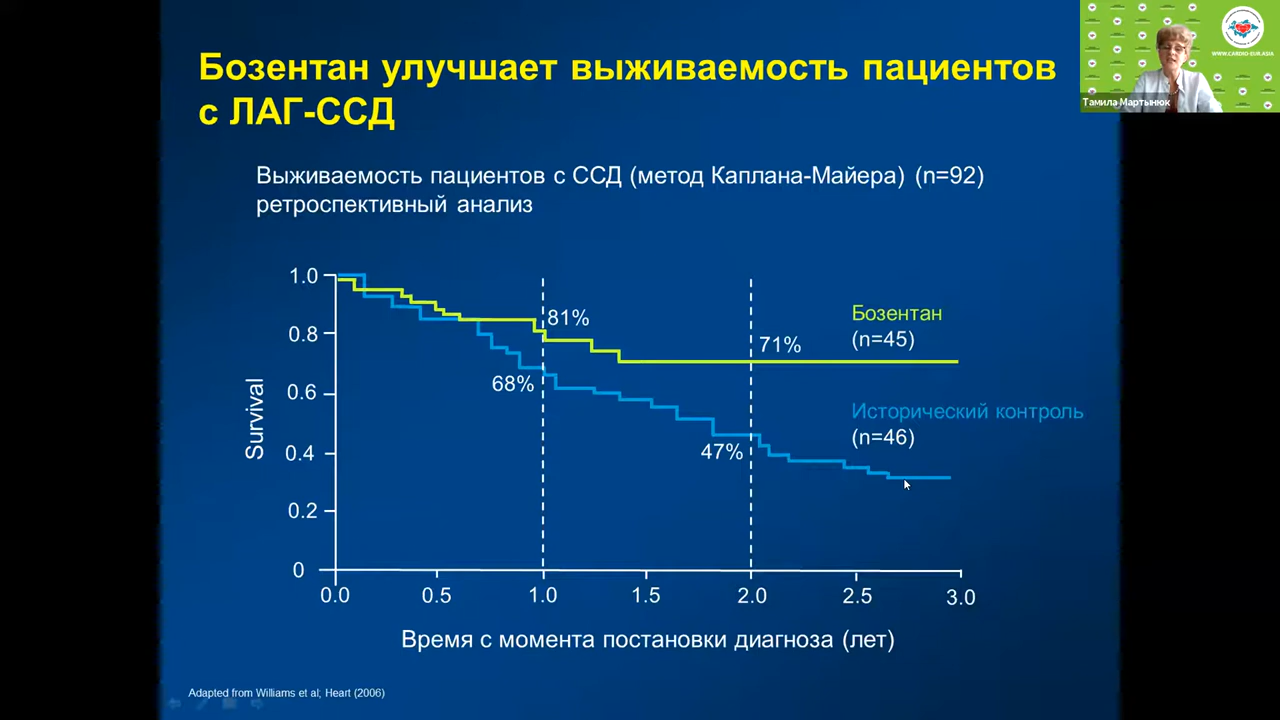 Бозентан улучшает выживаемость пациентов
с ЛАГ-ССД
WWW.CARDIO-EUR.ASIA
Тамила Мартынюк
Выживаемость пациентов с ССД (метод Каплана-Майера) (n=92)
ретроспективный анализ
Survival
1.0
0.8
0.6
0.4
0.2
0
81%
68%
71%
47%
Бозентан
(n=45)
Исторический контроль
(n=46)
0.0 0.5 1.0 1.5 2.0 2.5 3.0
Время с момента постановки диагноза (лет)
Adapted from Williams et al; Heart (2006)